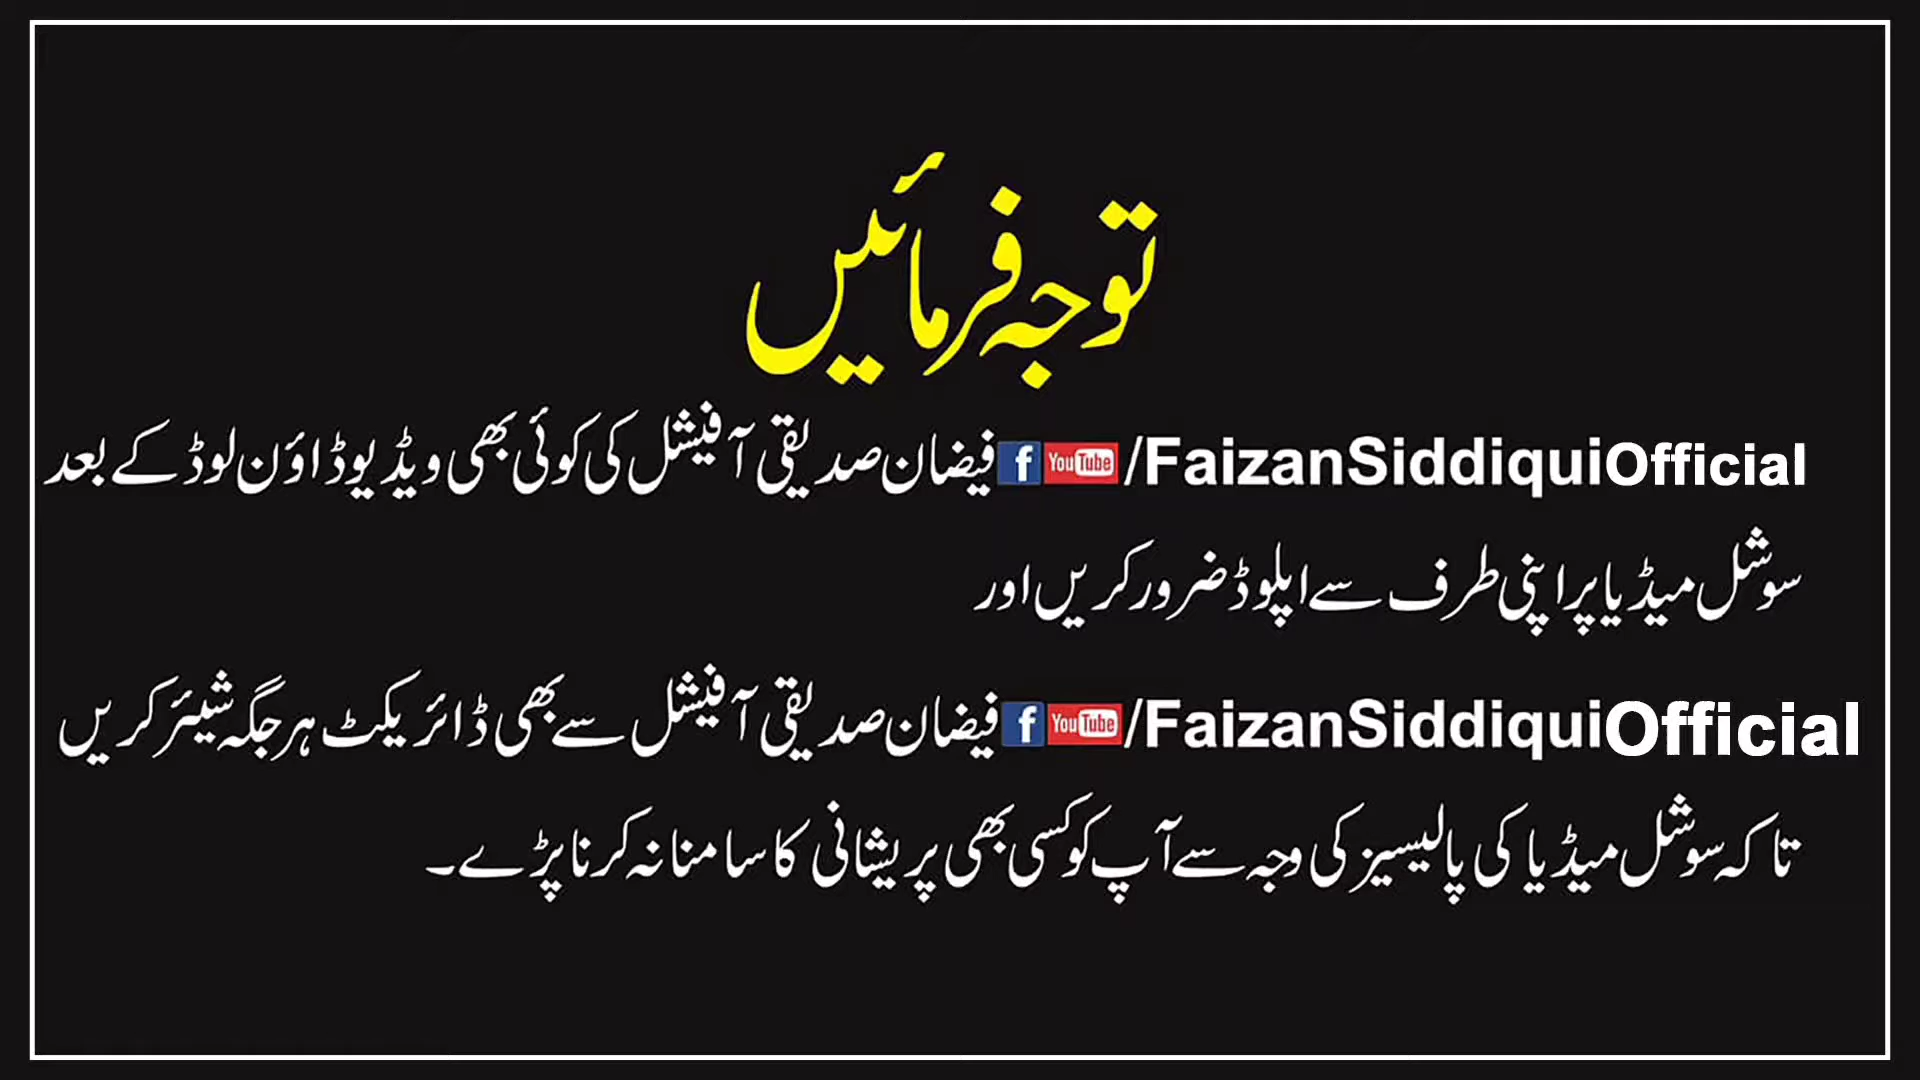 توجہ فرمائیں
f YouTube /FaizanSiddiquiOfficial فیضان صدیقی آفیشل کی کوئی بھی ویڈیو ڈاؤن لوڈ کے بعد
سوشل میڈیا پر اپنی طرف سے اپلوڈ ضرور کریں اور
f YouTube /FaizanSiddiquiOfficial فیضان صدیقی آفیشل سے بھی ڈائریکٹ ہر جگہ شیئر کریں
تاکہ سوشل میڈیا کی پالیسیز کی وجہ سے آپ کو کسی بھی پریشانی کا سامنا نہ کرنا پڑے۔